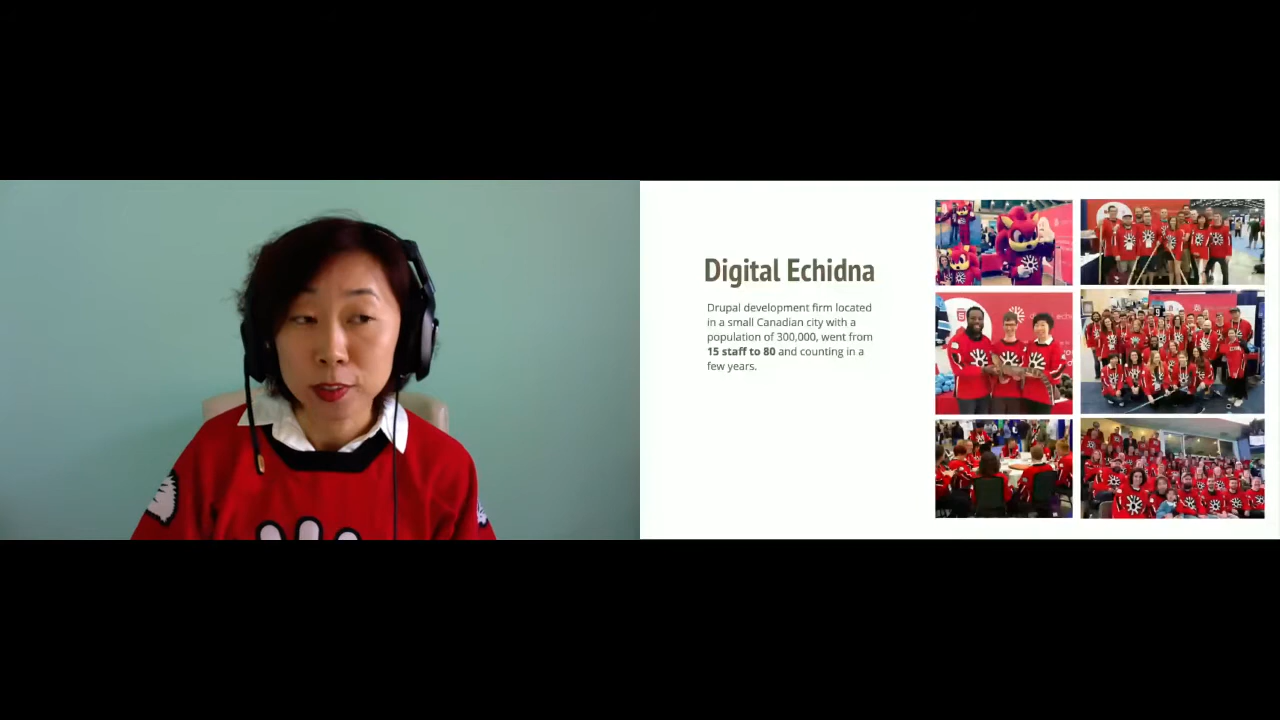 Digital Echidna
Drupal development firm located
in a small Canadian city with a
population of 300,000, went from
15 staff to 80 and counting in a
few years.